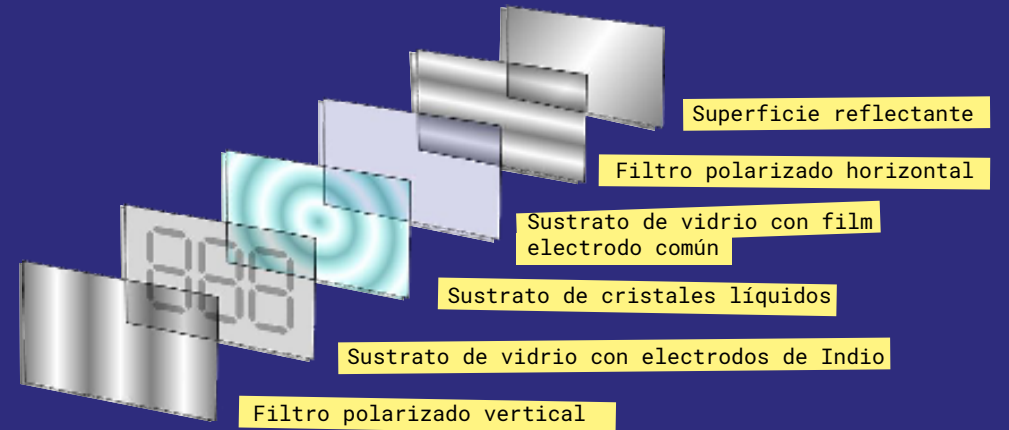 Superficie reflectante
Filtro polarizado horizontal
Sustrato de vidrio con film
electrodo común
Sustrato de cristales líquidos
Sustrato de vidrio con electrodos de Indio
Filtro polarizado vertical